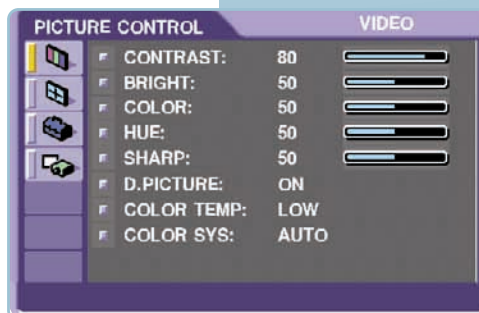 PICTURE CONTROL VIDEO
CONTRAST: 80
BRIGHT: 50
COLOR: 50
HUE: 50
SHARP: 50
D.PICTURE: ON
COLOR TEMP: LOW
COLOR SYS: AUTO